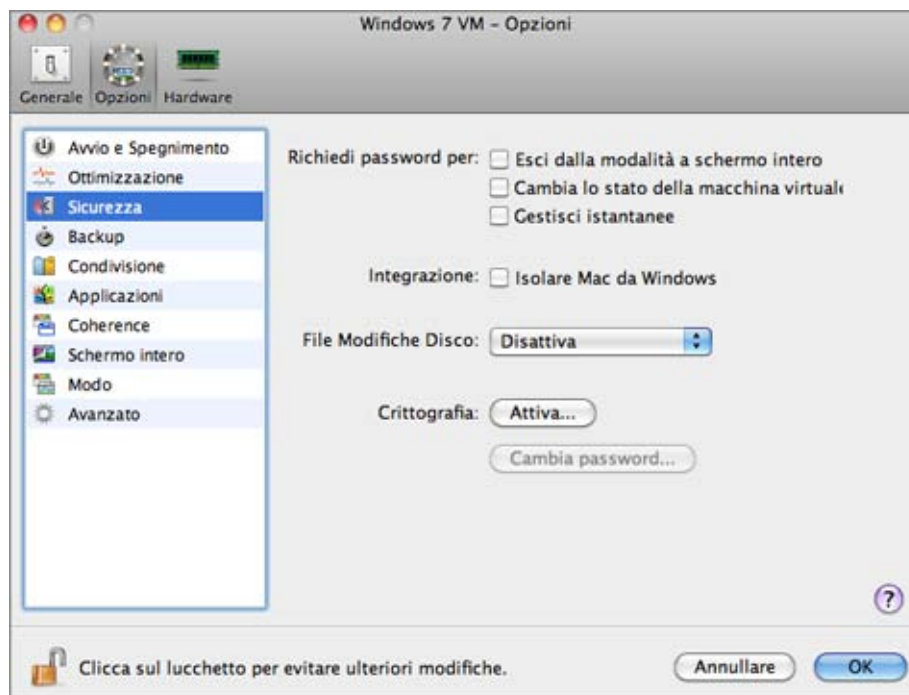 Windows 7 VM – Opzioni
Generale Opzioni Hardware
Avvio e Spegnimento
Ottimizzazione
Sicurezza
Backup
Condivisione
Applicazioni
Coherence
Schermo intero
Modo
Avanzato
Richiedi password per: Esci dalla modalità a schermo intero
Cambia lo stato della macchina virtuale
Gestisci istantanee
Integrazione: Isolare Mac da Windows
File Modifiche Disco: Disattiva
Crittografia: Attiva...
Cambia password...
?
Clicca sul lucchetto per evitare ulteriori modifiche.
Annullare OK